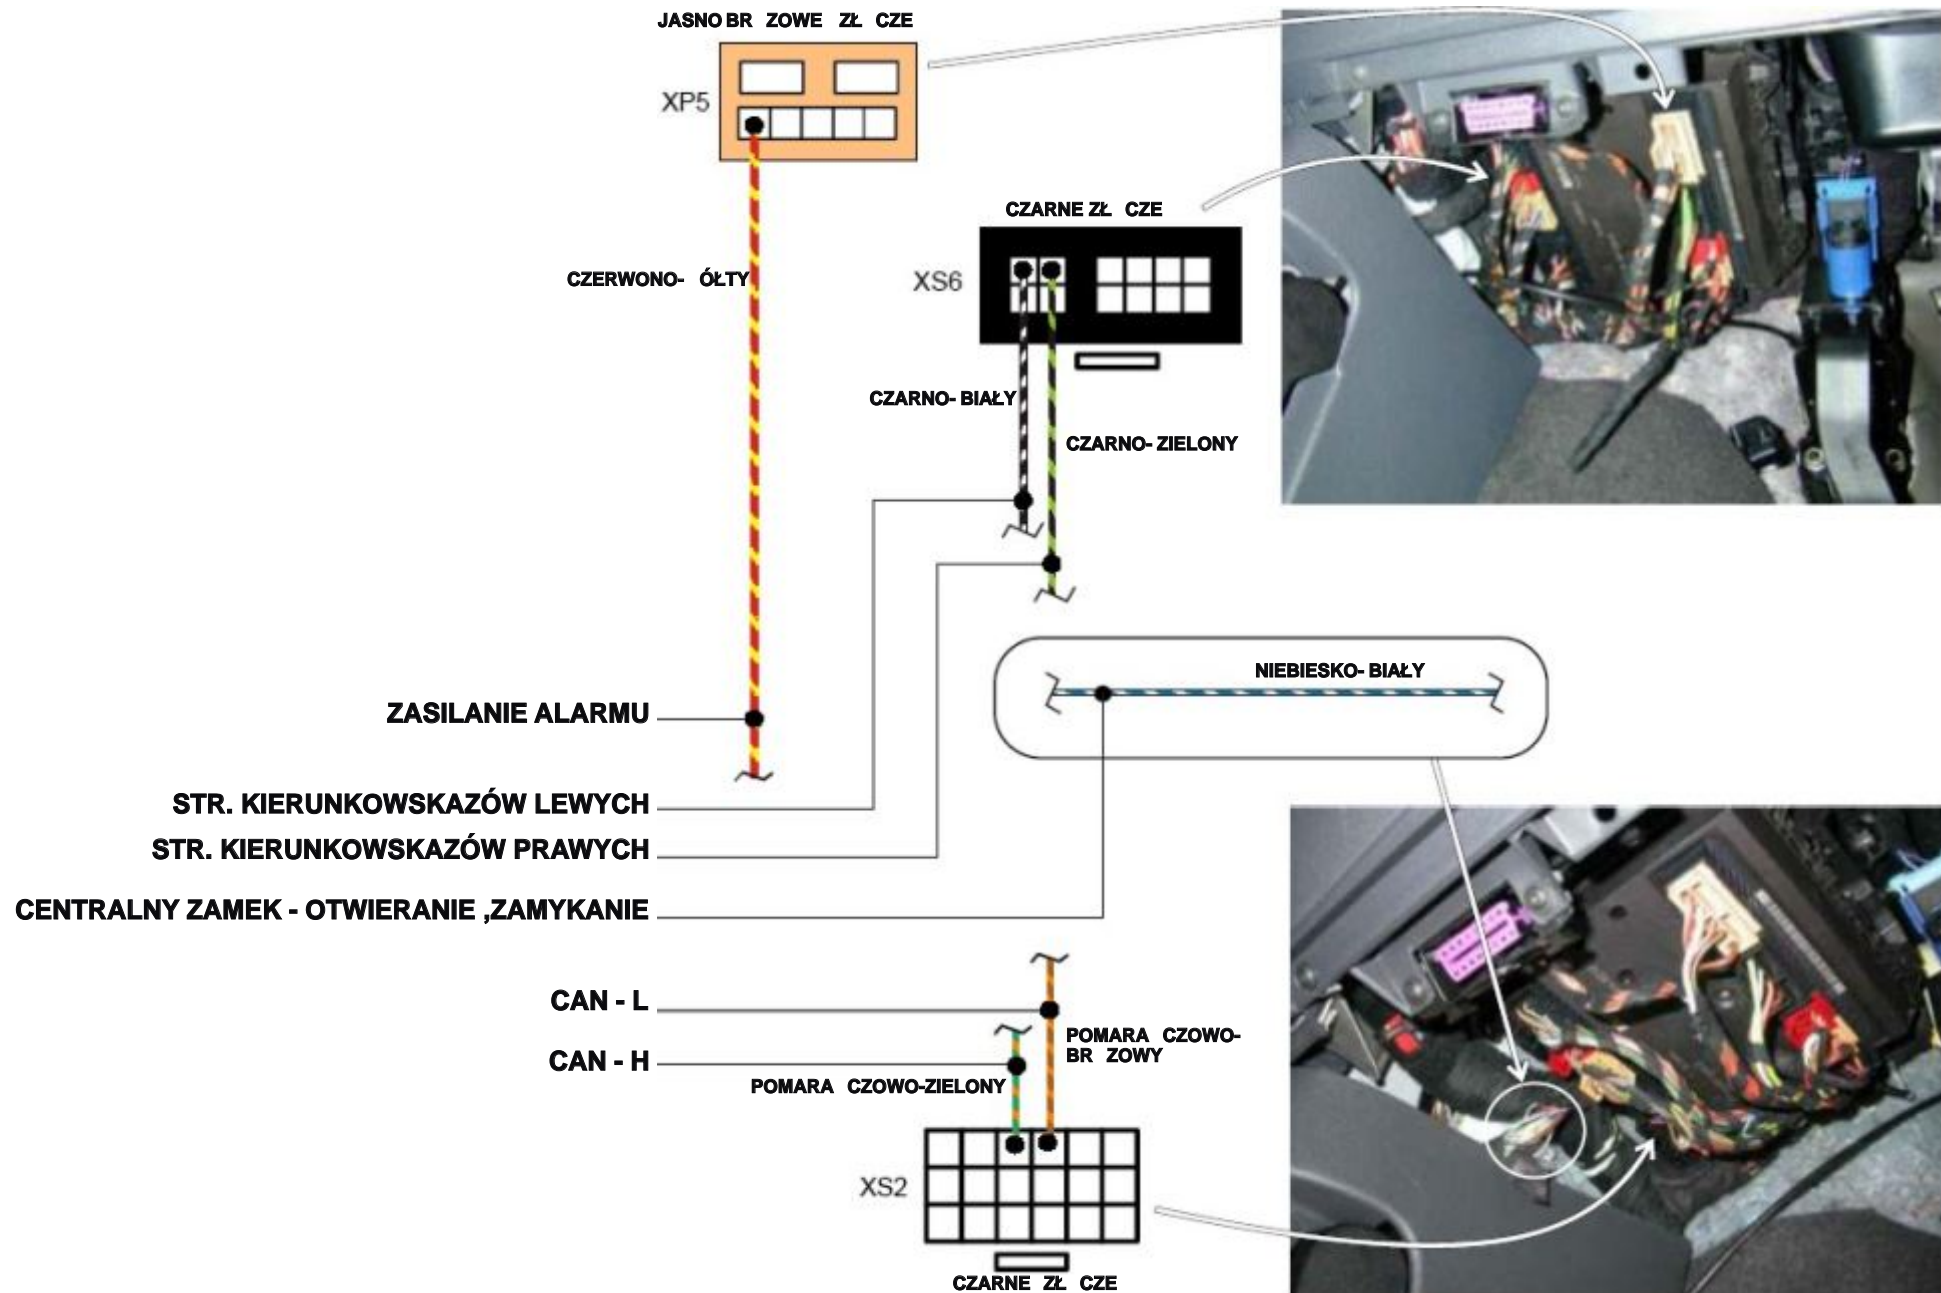 JASNO BR ZOWE ZŁ CZE
XP5
CZARNE ZŁ CZE
XS6
CZERWONO- ÓŁTY
CZARNO- BIAŁY
CZARNO- ZIELONY
NIEBIESKO- BIAŁY
ZASILANIE ALARMU
STR. KIERUNKOWSKAZÓW LEWYCH
STR. KIERUNKOWSKAZÓW PRAWYCH
CENTRALNY ZAMEK - OTWIERANIE ,ZAMYKANIE
CAN - L
CAN - H
POMARA CZOWO-
BR ZOWY
POMARA CZOWO-ZIELONY
XS2
CZARNE ZŁ CZE